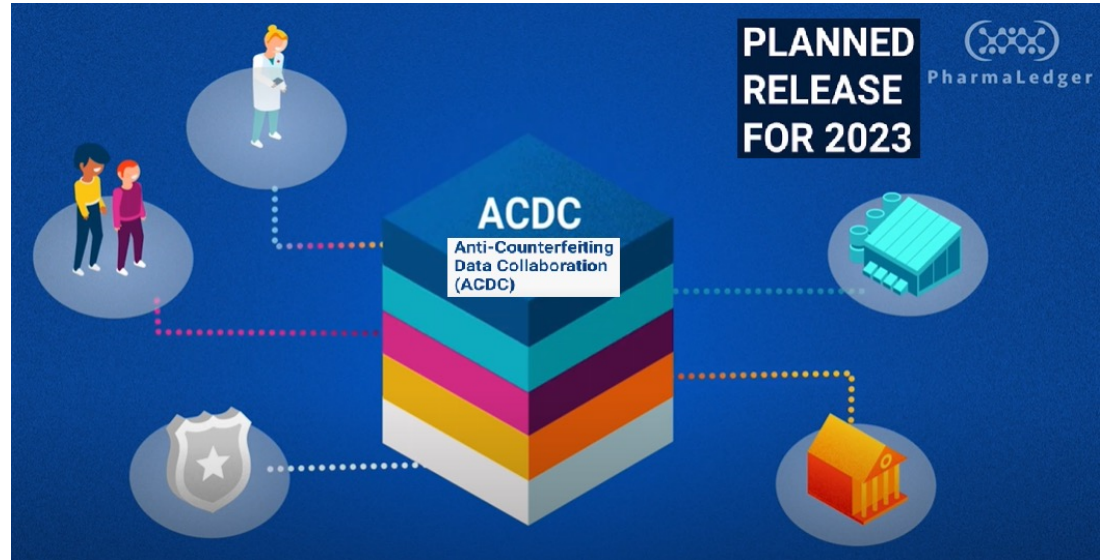 PLANNED
RELEASE
FOR 2023
PharmaLedger
ACDC
Anti-Counterfeiting
Data Collaboration
(ACDC)